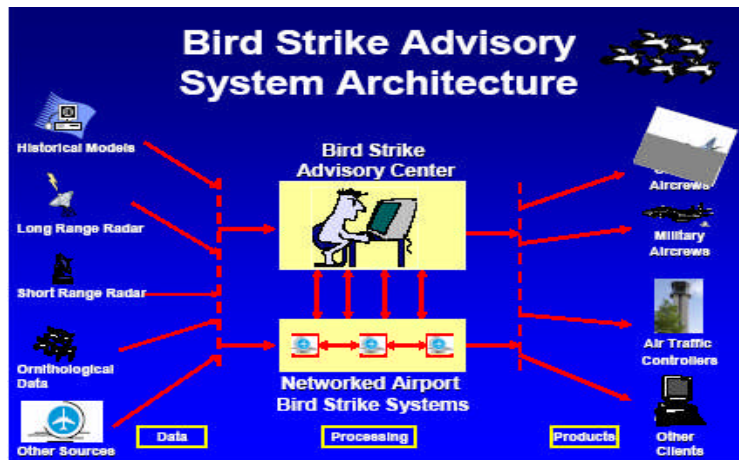 Bird Strike Advisory
System Architecture
Historical Models
Long Range Radar
Short Range Radar
Ornithological
Data
Other Sources
Bird Strike
Advisory Center
Networked Airport
Bird Strike Systems
Aircrews
Military
Aircrews
Air Traffic
Controllers
Other
Clients
Data
Processing
Products